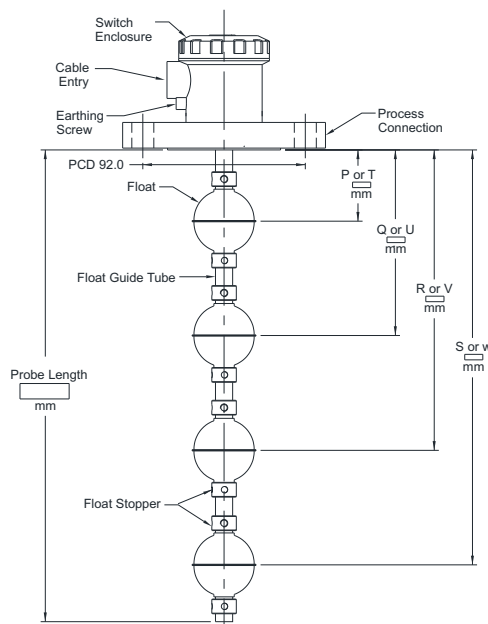 Switch
Enclosure
Cable
Entry
Earthing
Screw
Process
Connection
PCD 92.0
P or T
mm
Float
Q or U
mm
Float Guide Tube
R or V
mm
S or w
mm
Probe Length
mm
Float Stopper